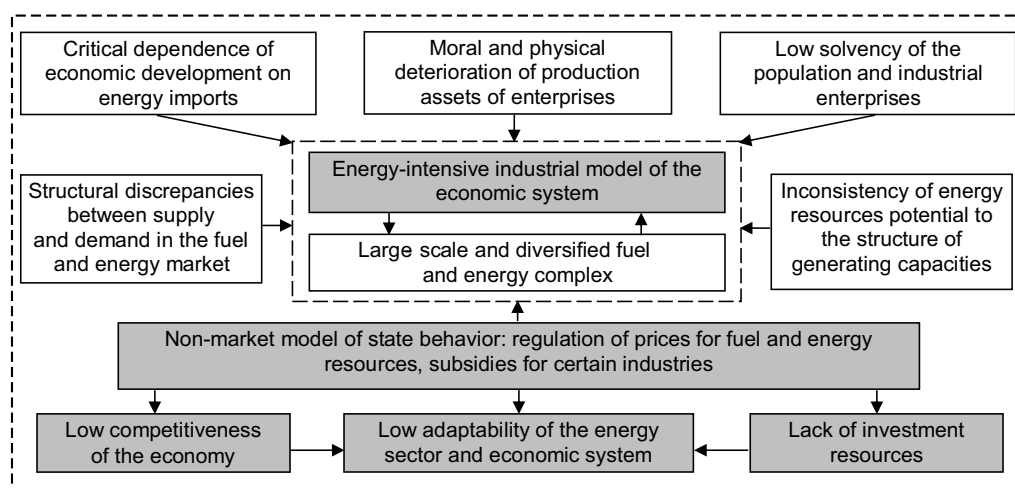 Critical dependence of
economic development on
energy imports
Moral and physical
deterioration of production
assets of enterprises
Low solvency of the
population and industrial
enterprises
Energy-intensive industrial model of the
economic system
Structural discrepancies
between supply
and demand in the fuel
and energy market
Large scale and diversified fuel
and energy complex
Inconsistency of energy
resources potential to
the structure of
generating capacities
Non-market model of state behavior: regulation of prices for fuel and energy
resources, subsidies for certain industries
Low competitiveness
of the economy
Low adaptability of the energy
sector and economic system
Lack of investment
resources